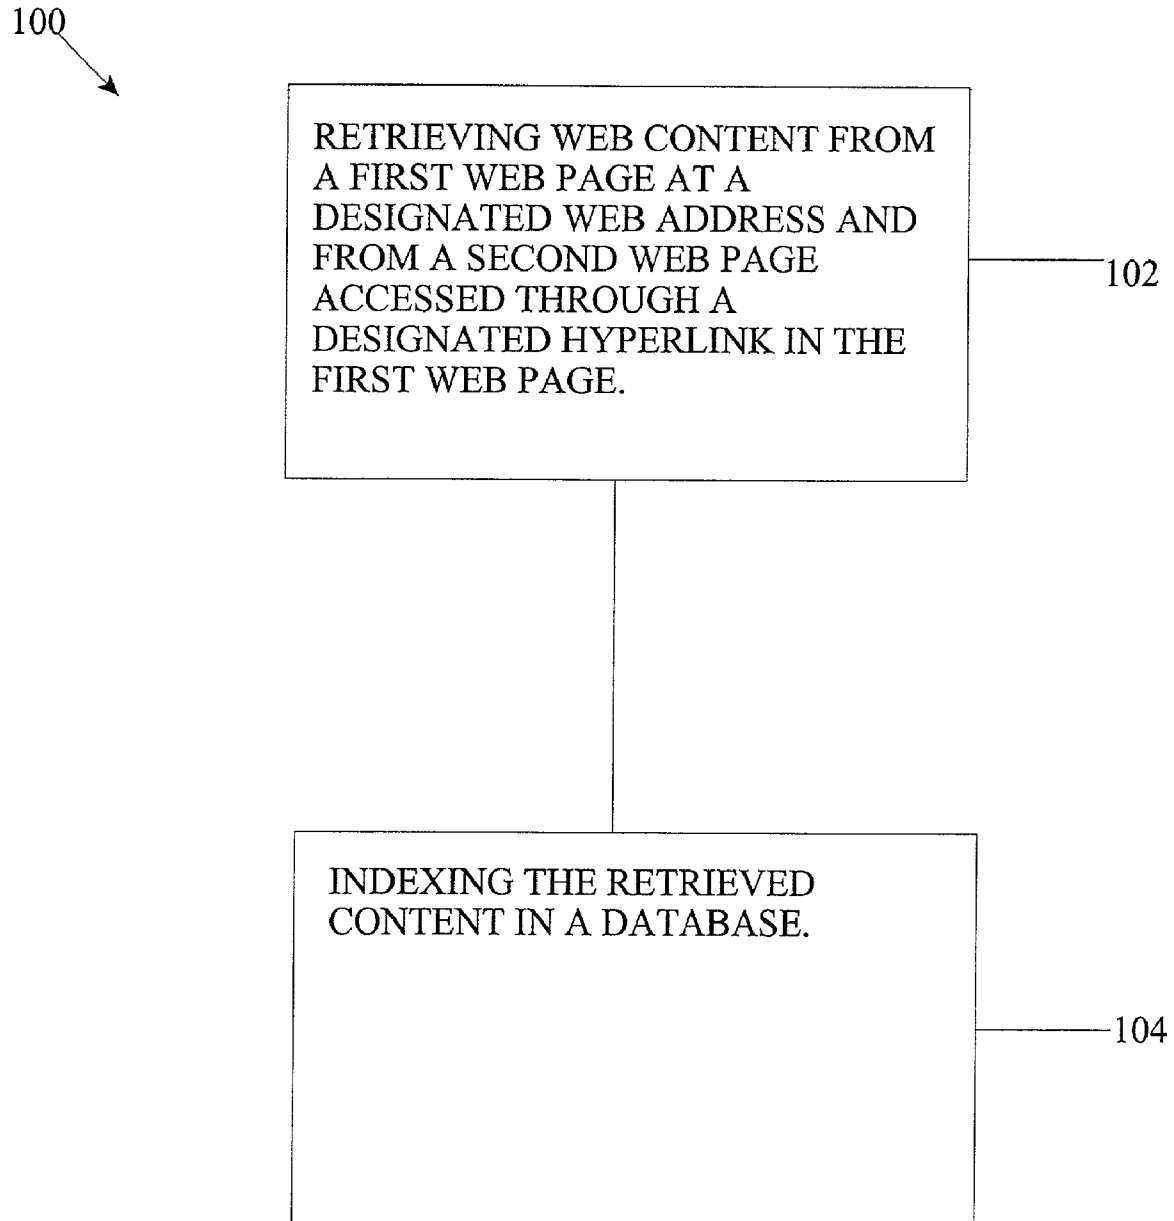 100
RETRIEVING WEB CONTENT FROM
A FIRST WEB PAGE AT A
DESIGNATED WEB ADDRESS AND
FROM A SECOND WEB PAGE
ACCESSED THROUGH A
DESIGNATED HYPERLINK IN THE
FIRST WEB PAGE.
102
INDEXING THE RETRIEVED
CONTENT IN A DATABASE.
104